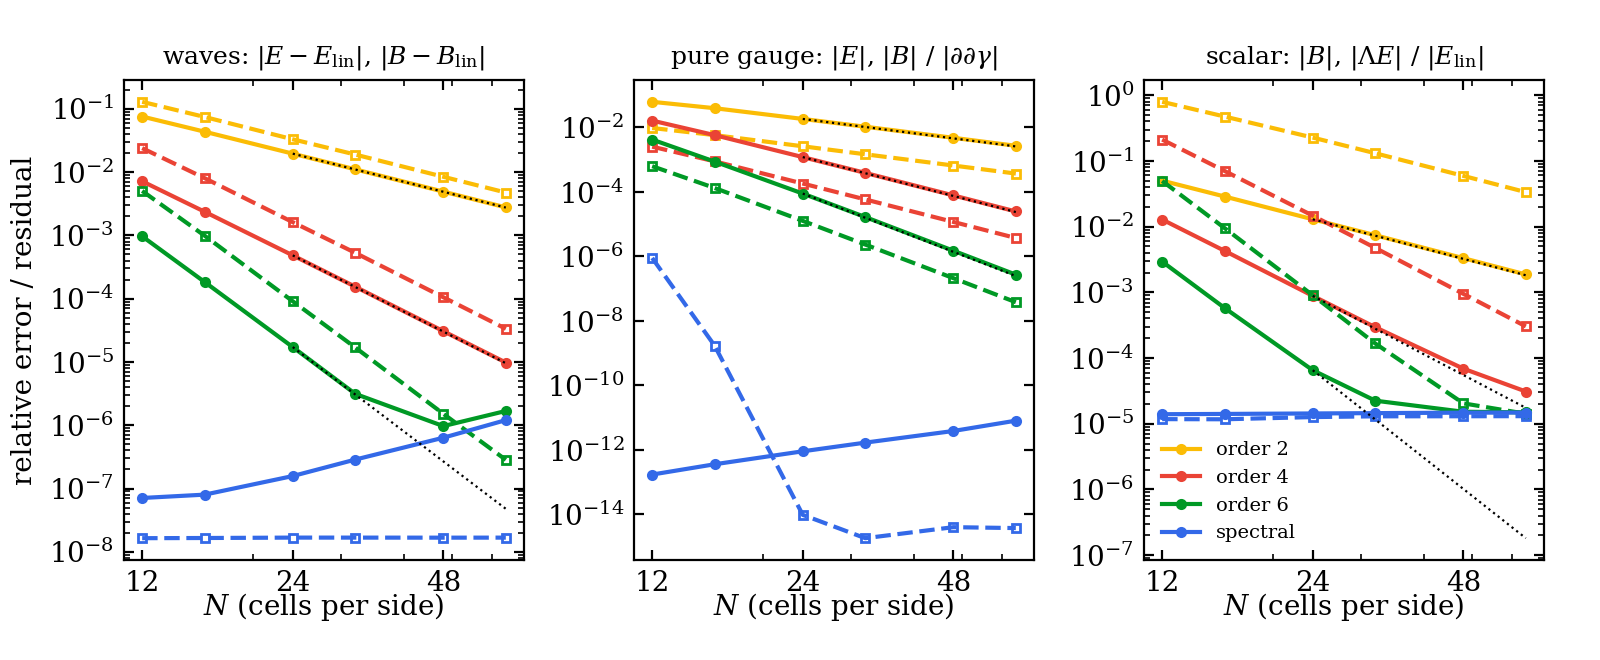 waves: |E − E_lin|, |B − B_lin|
pure gauge: |E|, |B| / |∂∂γ|
scalar: |B|, |ΛE| / |E_lin|
relative error / residual
10⁻¹
10⁻²
10⁻³
10⁻⁴
10⁻⁵
10⁻⁶
10⁻⁷
10⁻⁸
12
24
48
N (cells per side)
10⁻²
10⁻⁴
10⁻⁶
10⁻⁸
10⁻¹⁰
10⁻¹²
10⁻¹⁴
12
24
48
N (cells per side)
10⁰
10⁻¹
10⁻²
10⁻³
10⁻⁴
10⁻⁵
10⁻⁶
10⁻⁷
order 2
order 4
order 6
spectral
12
24
48
N (cells per side)